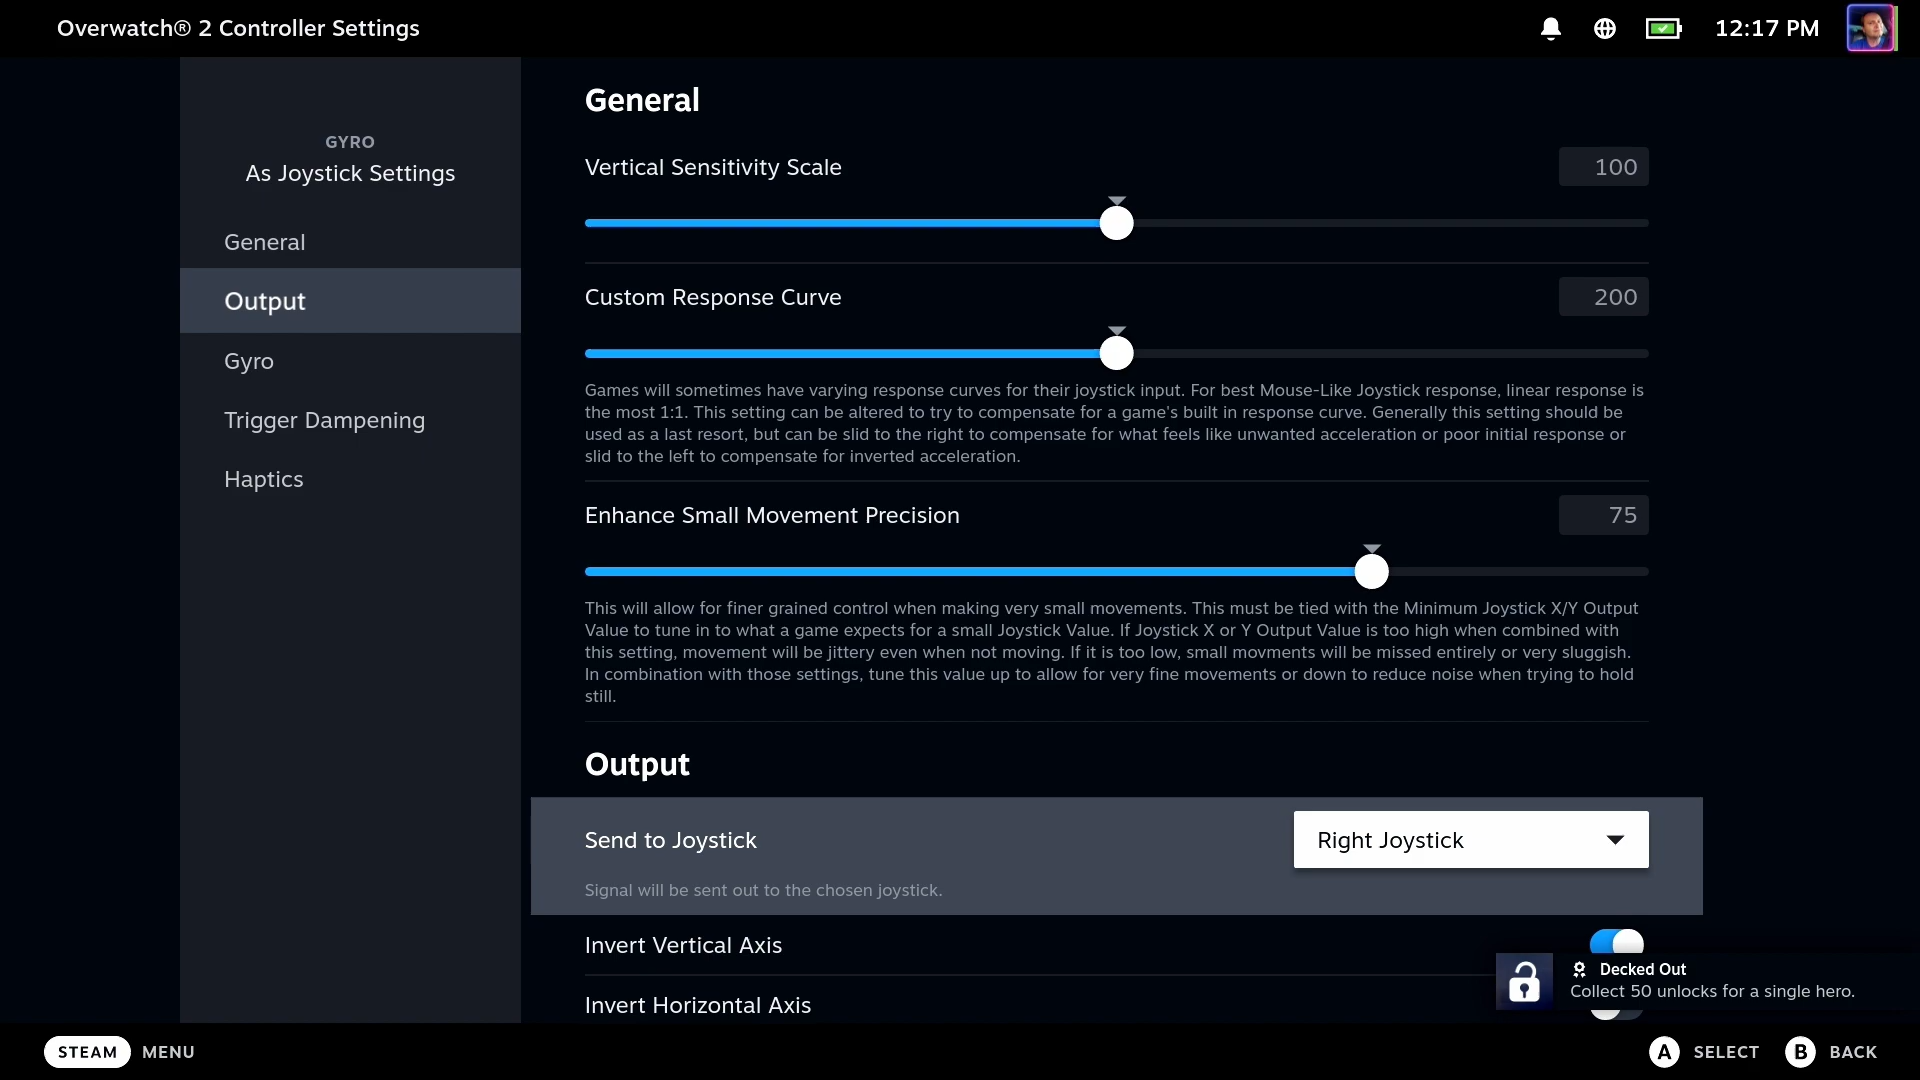 Overwatch® 2 Controller Settings
12:17 PM
GYRO
As Joystick Settings
General
Output
Gyro
Trigger Dampening
Haptics
General
Vertical Sensitivity Scale
100
Custom Response Curve
200
Games will sometimes have varying response curves for their joystick input. For best Mouse-Like Joystick response, linear response is
the most 1:1. This setting can be altered to try to compensate for a game's built in response curve. Generally this setting should be
used as a last resort, but can be slid to the right to compensate for what feels like unwanted acceleration or poor initial response or
slid to the left to compensate for inverted acceleration.
Enhance Small Movement Precision
75
This will allow for finer grained control when making very small movements. This must be tied with the Minimum Joystick X/Y Output
Value to tune in to what a game expects for a small Joystick Value. If Joystick X or Y Output Value is too high when combined with
this setting, movement will be jittery even when not moving. If it is too low, small movments will be missed entirely or very sluggish.
In combination with those settings, tune this value up to allow for very fine movements or down to reduce noise when trying to hold
still.
Output
Send to Joystick
Right Joystick
Signal will be sent out to the chosen joystick.
Invert Vertical Axis
Invert Horizontal Axis
Decked Out
Collect 50 unlocks for a single hero.
STEAM MENU
A SELECT B BACK